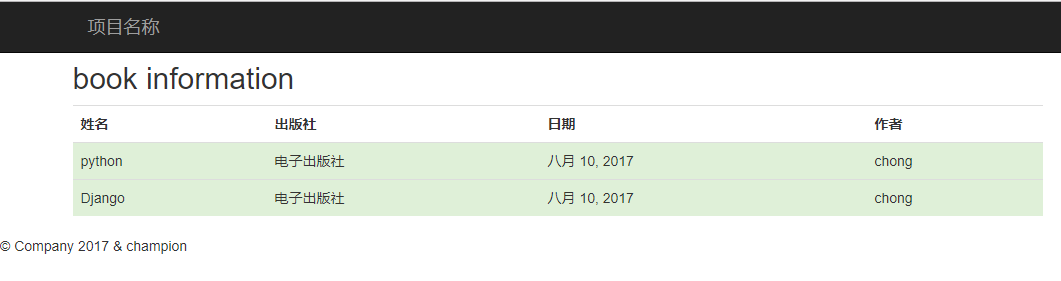 项目名称
book information
姓名 出版社 日期 作者
python 电子出版社 八月 10, 2017 chong
Django 电子出版社 八月 10, 2017 chong
© Company 2017 & champion